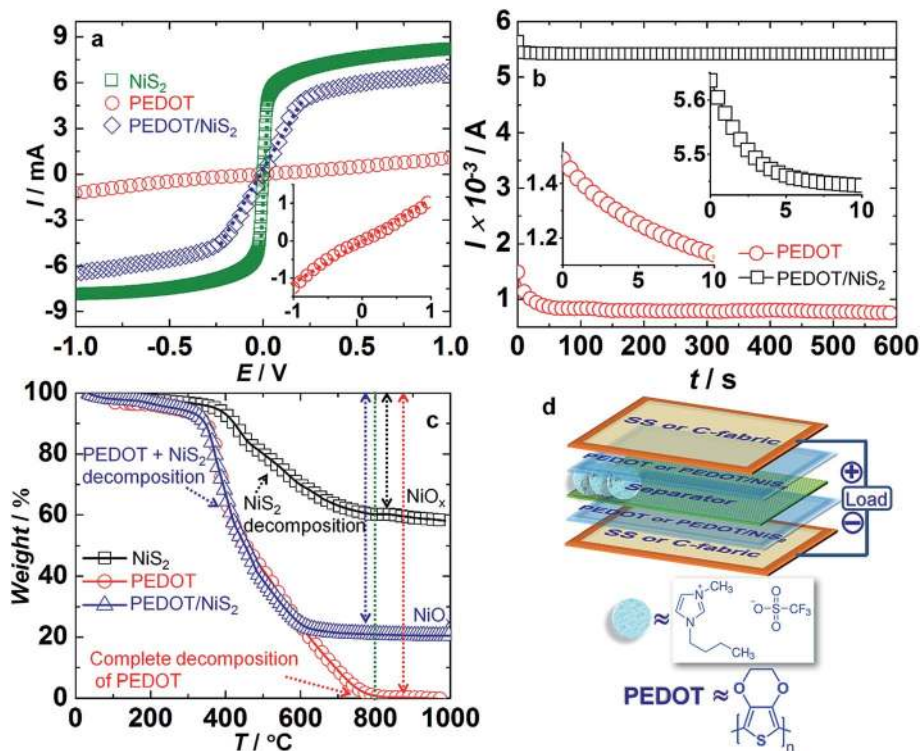 a
9
6
3
0
-3
-6
-9
I / mA
NiS2
PEDOT
PEDOT/NiS2
1
0
-1
-1 0 1
-1.0 -0.5 0.0 0.5 1.0
E / V
b
6
5
4
3
2
1
I × 10⁻³ / A
5.6
5.5
0 5 10
1.4
1.2
0 5 10
PEDOT
PEDOT/NiS2
0 100 200 300 400 500 600
t / s
c
100
80
60
40
20
0
Weight / %
PEDOT + NiS2
decomposition
NiS2
decomposition
NiOx
NiS2
PEDOT
PEDOT/NiS2
NiO
Complete decomposition
of PEDOT
0 200 400 600 800 1000
T / °C
d
SS or C-fabric
PEDOT or PEDOT/NiS2
Separator
PEDOT or PEDOT/NiS2
SS or C-fabric
+
Load
−
≈
CH3
N
+
N
CH3
O
⁻O S CF3
O
PEDOT ≈
O O
S
n